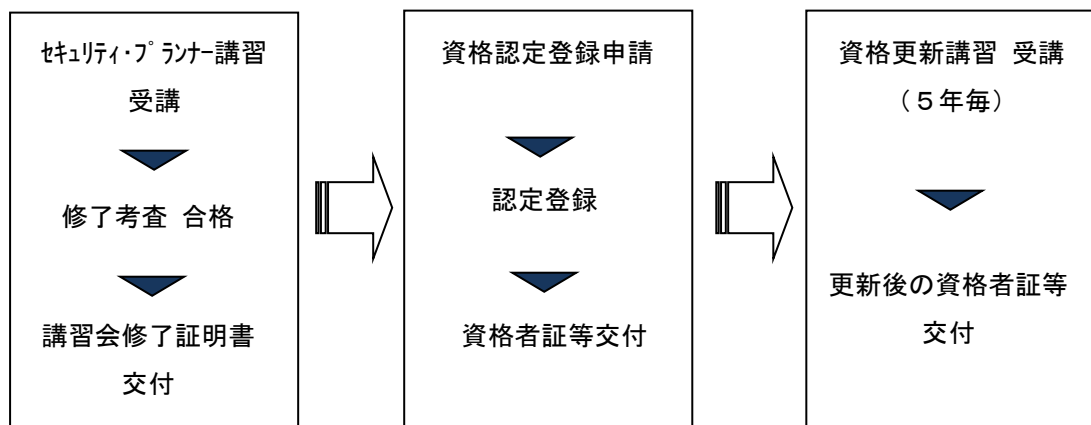 ｾｷｭﾘﾃｨ・ﾌﾟﾗﾝﾅｰ講習
受講
修了考査 合格
講習会修了証明書
交付
資格認定登録申請
認定登録
資格者証等交付
資格更新講習 受講
（５年毎）
更新後の資格者証等
交付